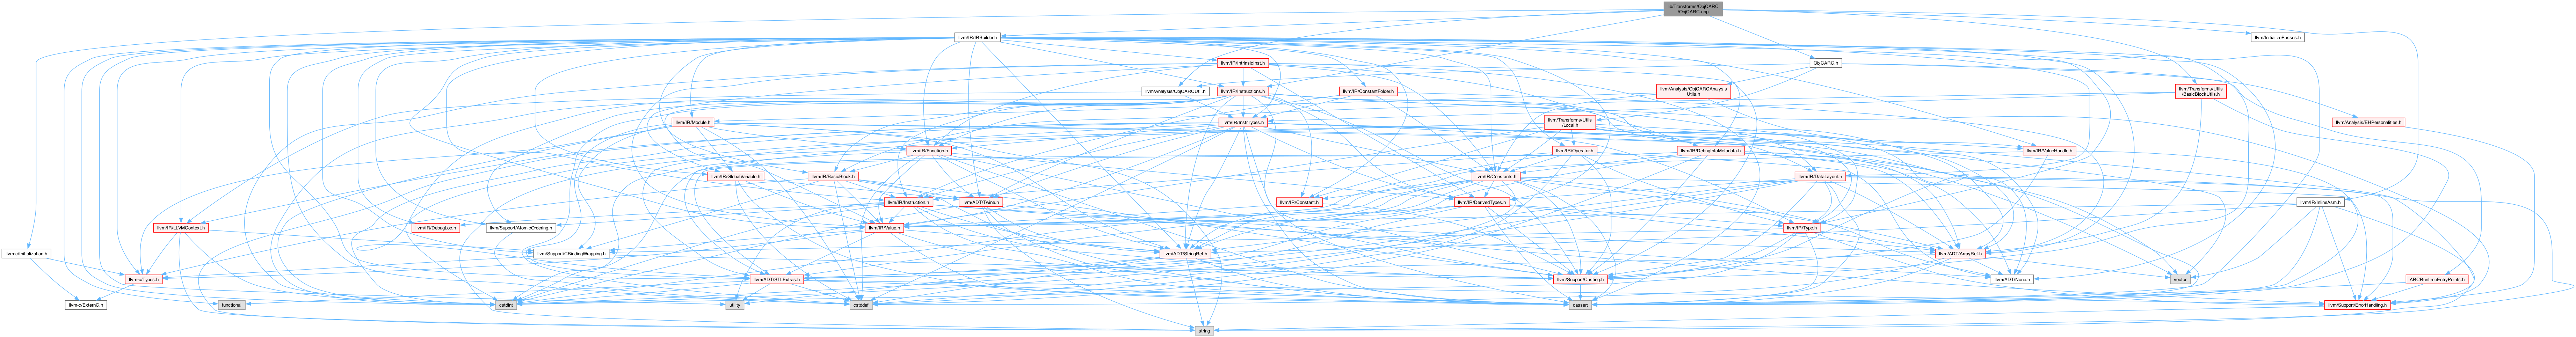 lib/Transforms/ObjCARC
/ObjCARC.cpp
llvm/IR/IRBuilder.h
llvm/InitializePasses.h
llvm/IR/IntrinsicInst.h
ObjCARC.h
llvm/Analysis/ObjCARCUtil.h
llvm/IR/Instructions.h
llvm/IR/ConstantFolder.h
llvm/Analysis/ObjCARCAnalysis
Utils.h
llvm/Transforms/Utils
/BasicBlockUtils.h
llvm/IR/Module.h
llvm/IR/InstrTypes.h
llvm/Transforms/Utils
/Local.h
llvm/Analysis/EHPersonalities.h
llvm/IR/Function.h
llvm/IR/Operator.h
llvm/IR/DebugInfoMetadata.h
llvm/IR/ValueHandle.h
llvm/IR/GlobalVariable.h
llvm/IR/BasicBlock.h
llvm/IR/Constants.h
llvm/IR/DataLayout.h
llvm/IR/Instruction.h
llvm/ADT/Twine.h
llvm/IR/Constant.h
llvm/IR/DerivedTypes.h
llvm/IR/InlineAsm.h
llvm/IR/LLVMContext.h
llvm/IR/DebugLoc.h
llvm/Support/AtomicOrdering.h
llvm/IR/Value.h
llvm/IR/Type.h
llvm-c/Initialization.h
llvm/Support/CBindingWrapping.h
llvm/ADT/StringRef.h
llvm/ADT/ArrayRef.h
llvm-c/Types.h
llvm/ADT/STLExtras.h
llvm/Support/Casting.h
llvm/ADT/None.h
vector
ARCRuntimeEntryPoints.h
llvm-c/ExternC.h
functional
cstdint
utility
cstddef
cassert
llvm/Support/ErrorHandling.h
string